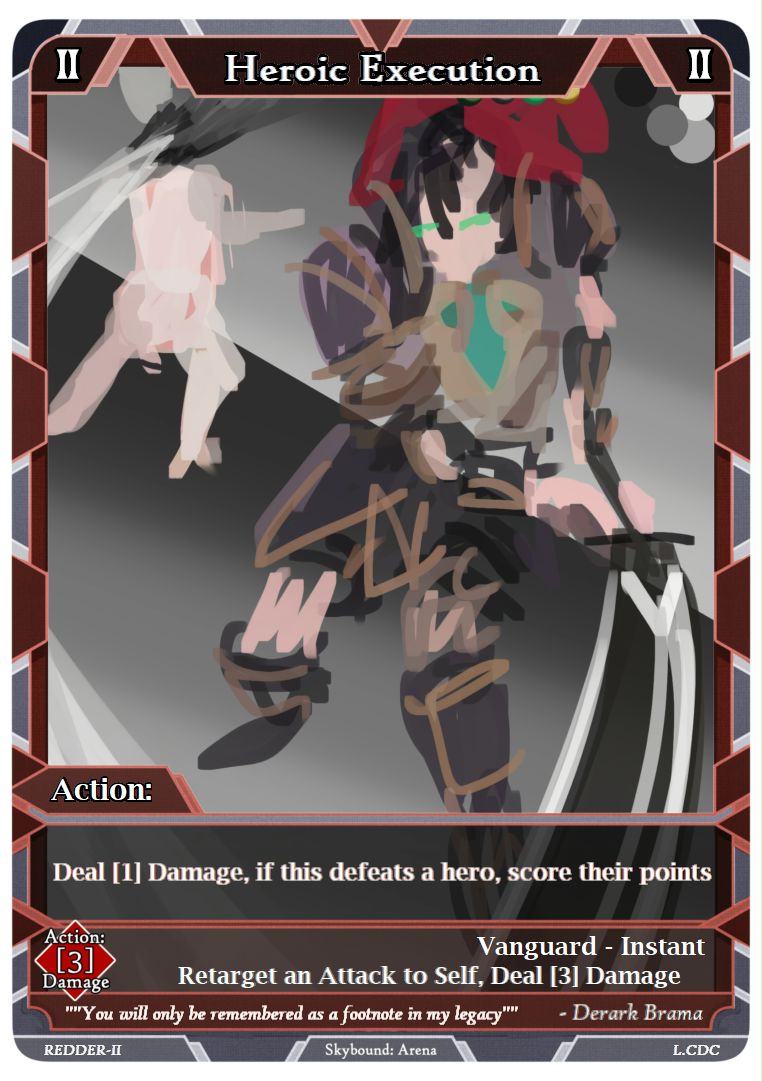 II Heroic Execution II
Action:
Deal [1] Damage, if this defeats a hero, score their points
Action:
[3]
Damage
Vanguard - Instant
Retarget an Attack to Self, Deal [3] Damage
""You will only be remembered as a footnote in my legacy"" - Derark Brama
REDDER-II Skybound: Arena L.CDC